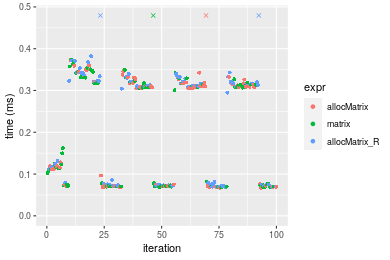 0.5
0.4
0.3
0.2
0.1
0.0
time (ms)
0
25
50
75
100
iteration
expr
allocMatrix
matrix
allocMatrix_R